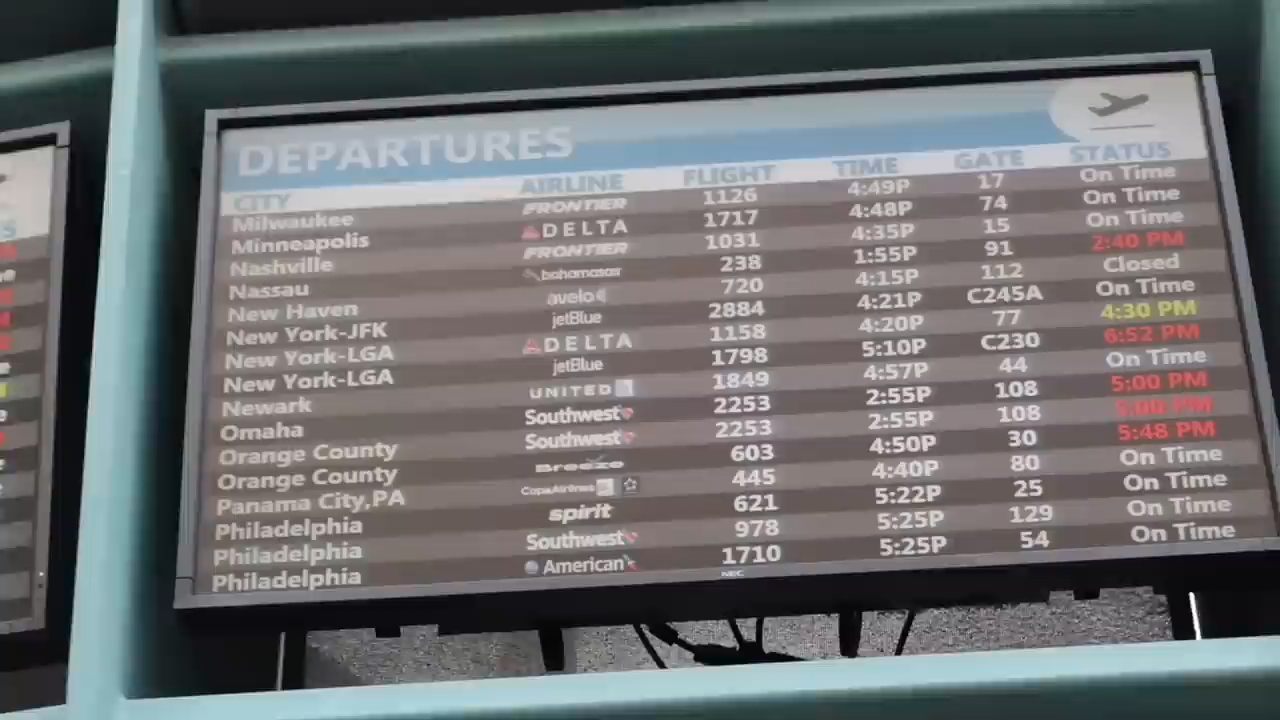 DEPARTURES
CITY AIRLINE FLIGHT TIME GATE STATUS
Milwaukee FRONTIER 1126 4:49P 17 On Time
Minneapolis DELTA 1717 4:48P 74 On Time
Nashville FRONTIER 1031 4:35P 15 On Time
Nassau bahamasair 238 1:55P 91 2:40 PM
New Haven avelo 720 4:15P 112 Closed
New York-JFK jetBlue 2884 4:21P C245A On Time
New York-LGA DELTA 1158 4:20P 77 4:30 PM
New York-LGA jetBlue 1798 5:10P C230 6:52 PM
Newark UNITED 1849 4:57P 44 On Time
Omaha Southwest 2253 2:55P 108 5:00 PM
Orange County Southwest 2253 2:55P 108 5:00 PM
Orange County Breeze 603 4:50P 30 5:48 PM
Panama City,PA CopaAirlines 445 4:40P 80 On Time
Philadelphia spirit 621 5:22P 25 On Time
Philadelphia Southwest 978 5:25P 129 On Time
Philadelphia American 1710 5:25P 54 On Time
NEC